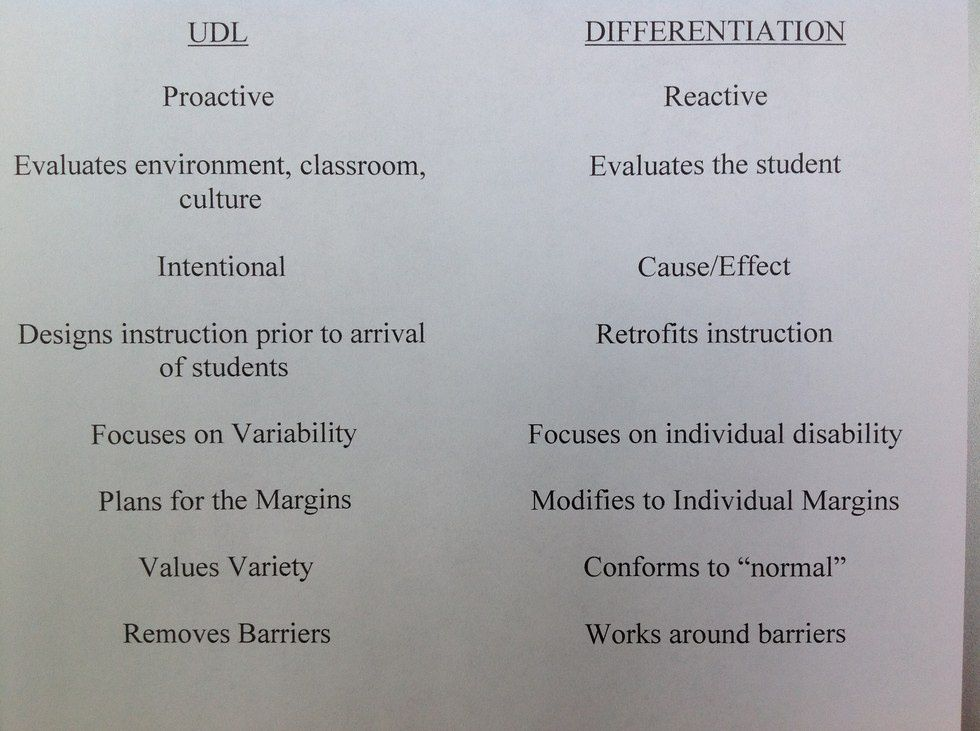 UDL DIFFERENTIATION
Proactive Reactive
Evaluates environment, classroom, Evaluates the student
culture
Intentional Cause/Effect
Designs instruction prior to arrival Retrofits instruction
of students
Focuses on Variability Focuses on individual disability
Plans for the Margins Modifies to Individual Margins
Values Variety Conforms to “normal”
Removes Barriers Works around barriers